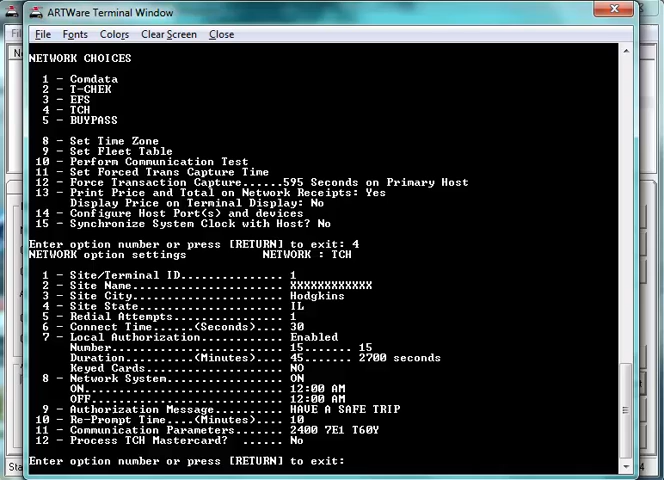 ARTWare Terminal Window
File Fonts Colors Clear Screen Close
NETWORK CHOICES
1 - Comdata
2 - T-CHEK
3 - EFS
4 - TCH
5 - BUYPASS
8 - Set Time Zone
9 - Set Fleet Table
10 - Perform Communication Test
11 - Set Forced Trans Capture Time
12 - Force Transaction Capture......595 Seconds on Primary Host
13 - Print Price and Total on Network Receipts: Yes
Display Price on Terminal Display: No
14 - Configure Host Port(s) and devices
15 - Synchronize System Clock with Host? No
Enter option number or press [RETURN] to exit: 4
NETWORK option settings NETWORK : TCH
1 - Site/Terminal ID............... 1
2 - Site Name...................... XXXXXXXXXXXX
3 - Site City...................... Hodgkins
4 - Site State..................... IL
5 - Redial Attempts................ 1
6 - Connect Time......(Seconds).... 30
7 - Local Authorization............ Enabled
Number......................... 15....... 15
Duration.........(Minutes).... 45....... 2700 seconds
Keyed Cards.................... NO
8 - Network System................. ON
ON............................. 12:00 AM
OFF............................ 12:00 AM
9 - Authorization Message.......... HAVE A SAFE TRIP
10 - Re-Prompt Time....(Minutes).... 10
11 - Communication Parameters....... 2400 7E1 T60Y
12 - Process TCH Mastercard? ...... No
Enter option number or press [RETURN] to exit: